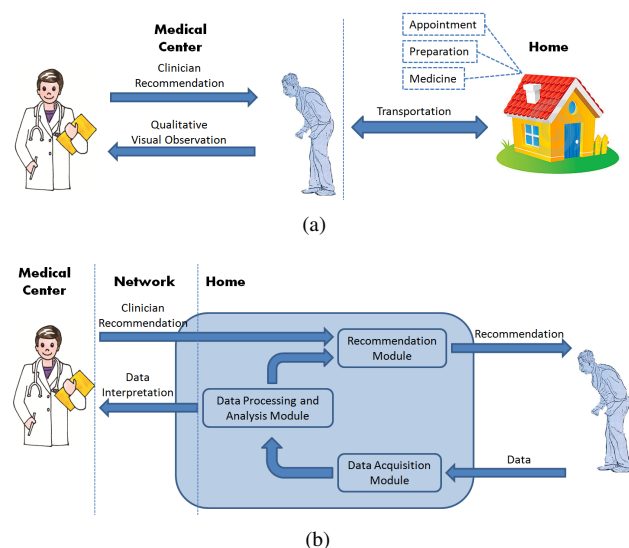 Medical
Center
Clinician
Recommendation
Qualitative
Visual Observation
Transportation
Appointment
Preparation
Medicine
Home
(a)
Medical
Center
Network
Home
Clinician
Recommendation
Data
Interpretation
Recommendation
Module
Recommendation
Data Processing and
Analysis Module
Data Acquisition
Module
Data
(b)